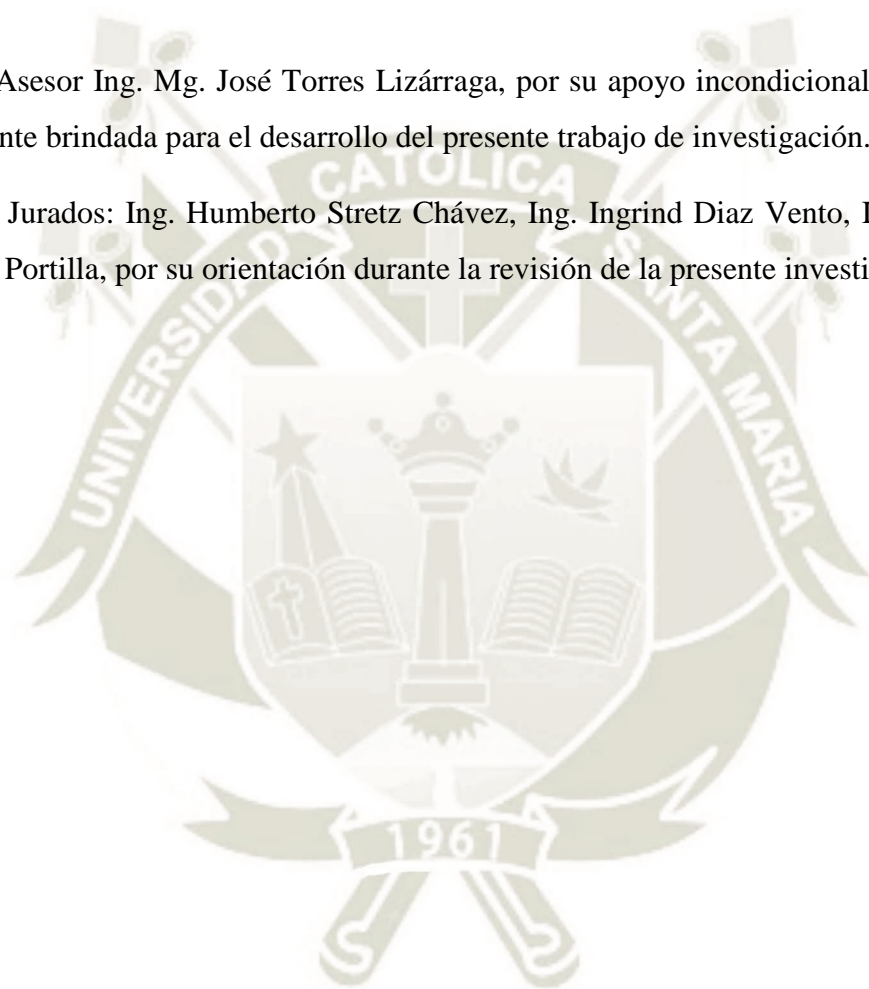 Asesor Ing. Mg. José Torres Lizárraga, por su apoyo incondicional
nte brindada para el desarrollo del presente trabajo de investigación.
Jurados: Ing. Humberto Stretz Chávez, Ing. Ingrind Diaz Vento, I
Portilla, por su orientación durante la revisión de la presente investi
UNIVERSIDAD CATOLICA SANTA MARIA
1961